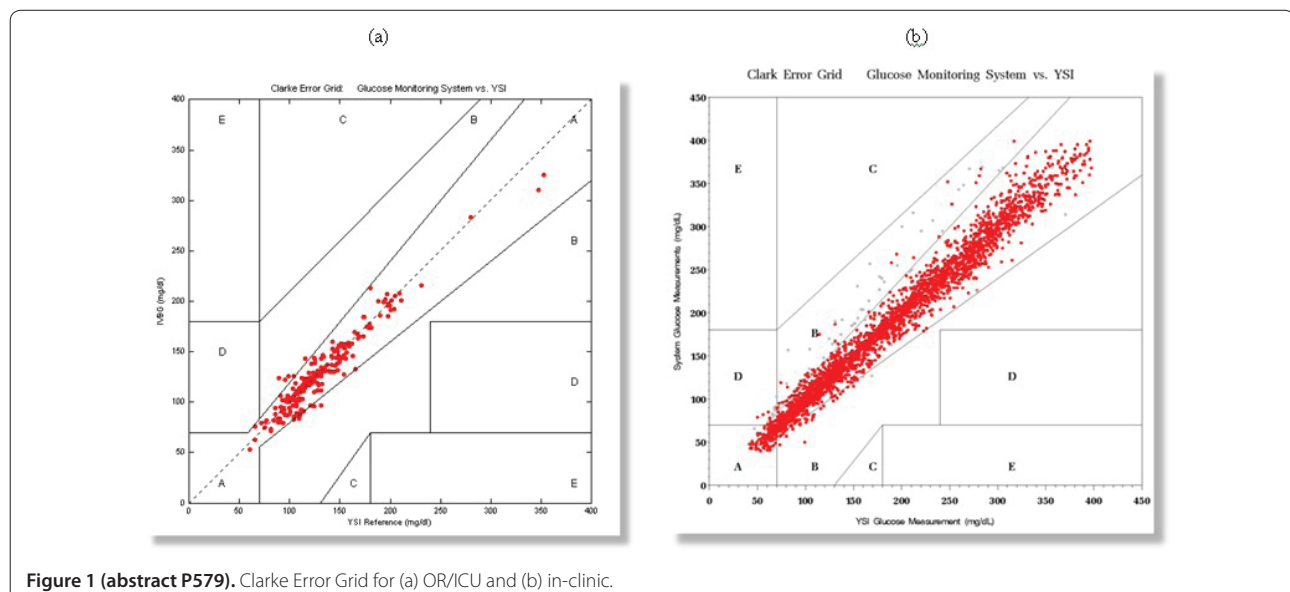 (a)
Clarke Error Grid: Glucose Monitoring System vs. YSI
400
350
300
250
200
150
100
50
0
(mg/dl)
E
C
B
A
B
D
D
A
C
E
0 50 100 150 200 250 300 350 400
YSI Reference (mg/dl)
(b)
Clark Error Grid Glucose Monitoring System vs. YSI
450
400
350
300
250
200
150
100
50
0
System Glucose Measurements (mg/dL)
E
C
B
D
D
A
B
C
E
0 50 100 150 200 250 300 350 400 450
YSI Glucose Measurement (mg/dL)
Figure 1 (abstract P579). Clarke Error Grid for (a) OR/ICU and (b) in-clinic.